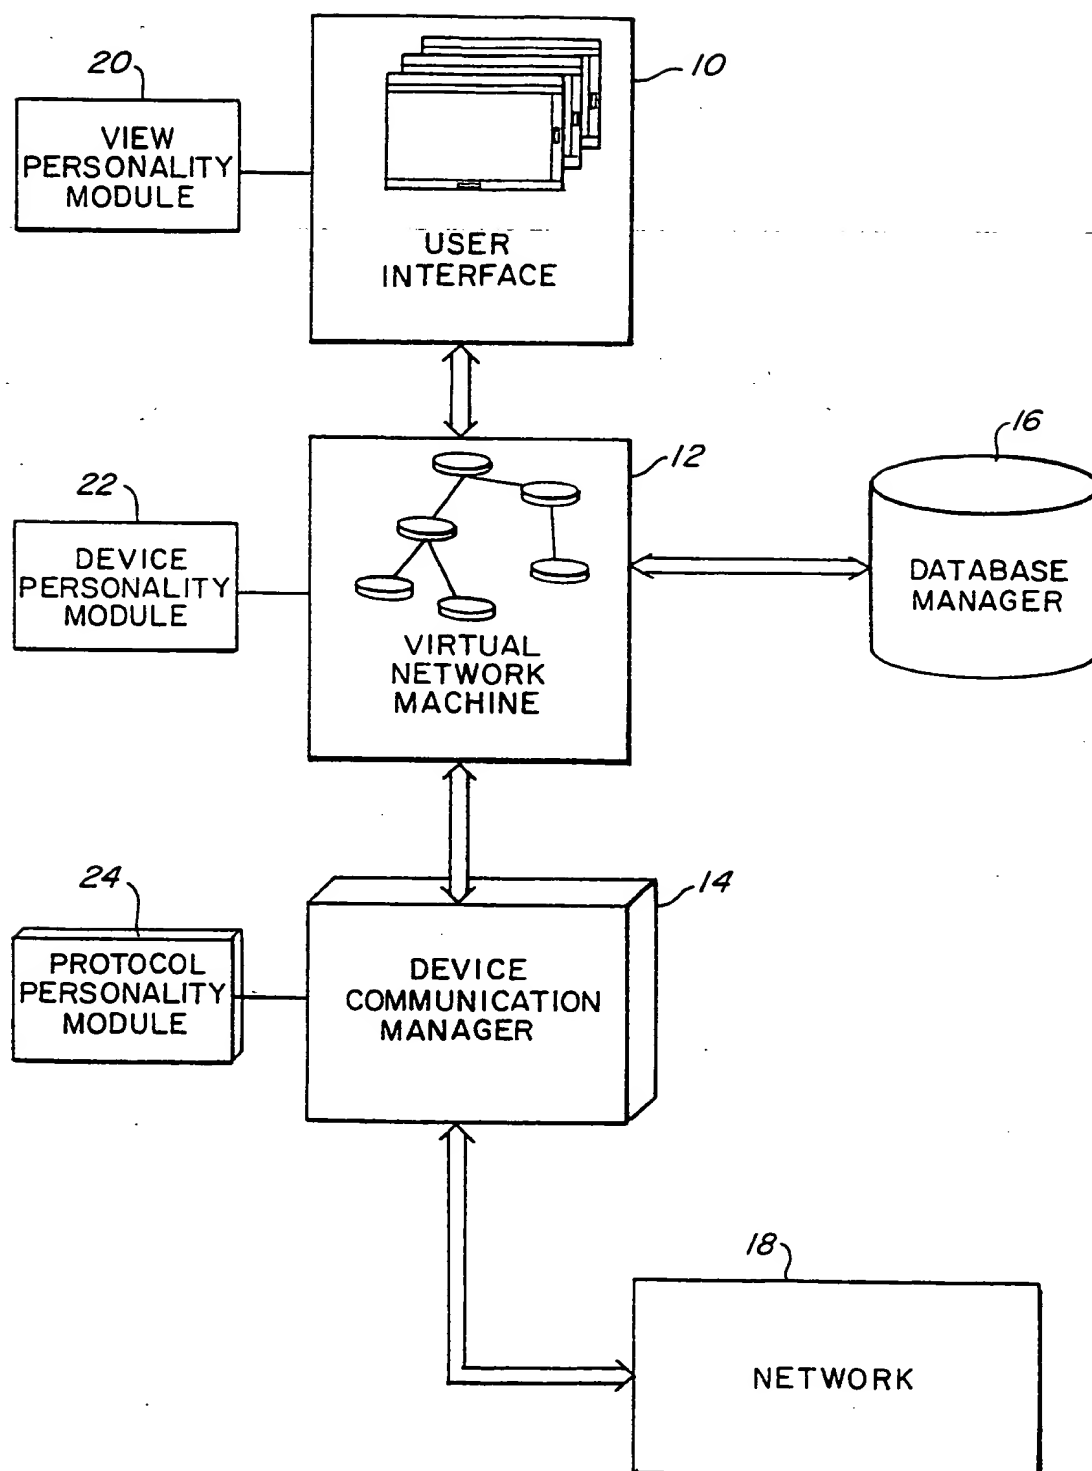 20
10
VIEW
PERSONALITY
MODULE
USER
INTERFACE
16
12
22
DEVICE
PERSONALITY
MODULE
DATABASE
MANAGER
VIRTUAL
NETWORK
MACHINE
24
14
PROTOCOL
PERSONALITY
MODULE
DEVICE
COMMUNICATION
MANAGER
18
NETWORK